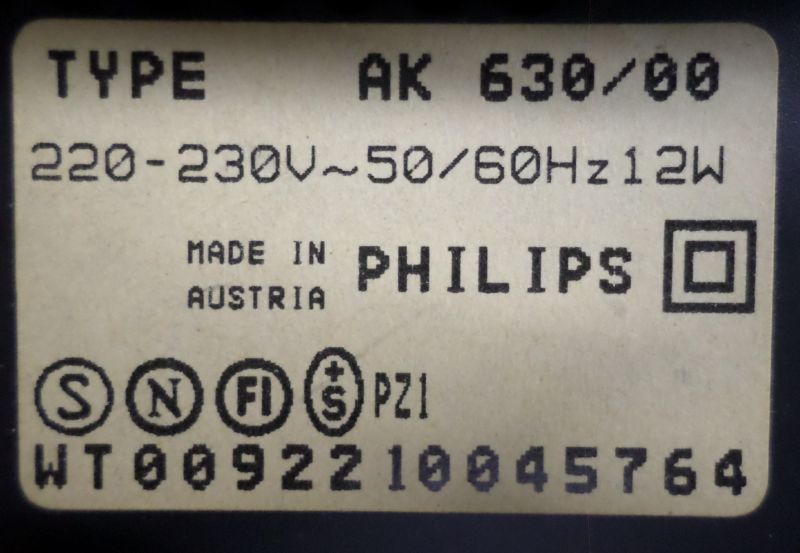 TYPE AK 630/00
220-230V~50/60Hz12W
MADE IN
AUSTRIA
PHILIPS
S N FI +S PZ1
WT00922 10045764